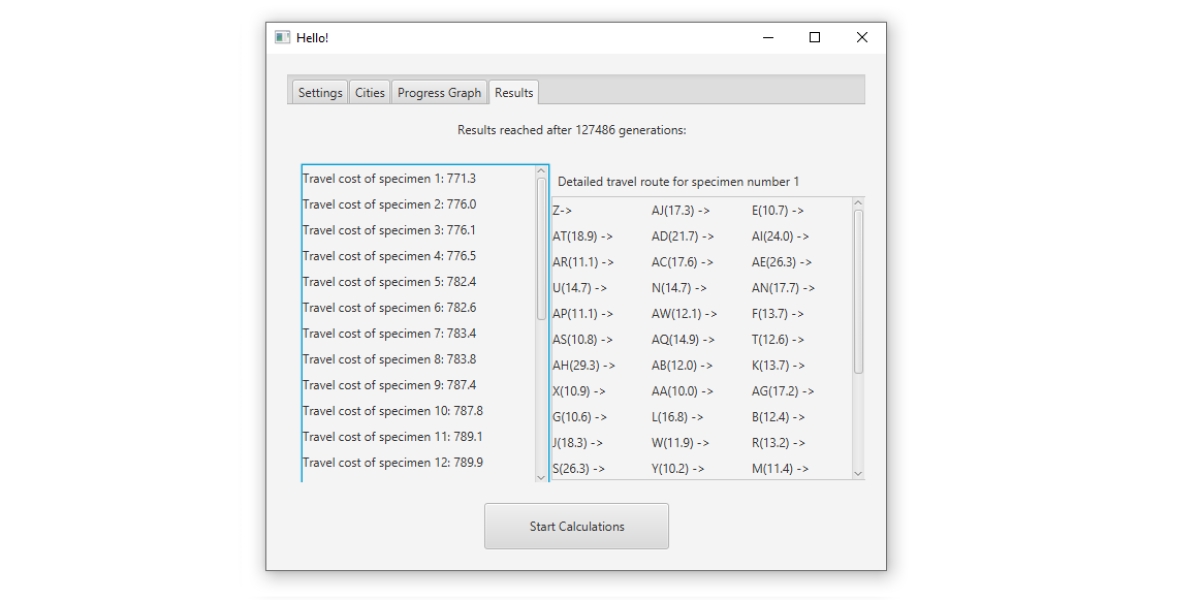 Hello!
Settings Cities Progress Graph Results
Results reached after 127486 generations:
Travel cost of specimen 1: 771.3
Travel cost of specimen 2: 776.0
Travel cost of specimen 3: 776.1
Travel cost of specimen 4: 776.5
Travel cost of specimen 5: 782.4
Travel cost of specimen 6: 782.6
Travel cost of specimen 7: 783.4
Travel cost of specimen 8: 783.8
Travel cost of specimen 9: 787.4
Travel cost of specimen 10: 787.8
Travel cost of specimen 11: 789.1
Travel cost of specimen 12: 789.9
Detailed travel route for specimen number 1
Z-> AJ(17.3) -> E(10.7) ->
AT(18.9) -> AD(21.7) -> AI(24.0) ->
AR(11.1) -> AC(17.6) -> AE(26.3) ->
U(14.7) -> N(14.7) -> AN(17.7) ->
AP(11.1) -> AW(12.1) -> F(13.7) ->
AS(10.8) -> AQ(14.9) -> T(12.6) ->
AH(29.3) -> AB(12.0) -> K(13.7) ->
X(10.9) -> AA(10.0) -> AG(17.2) ->
G(10.6) -> L(16.8) -> B(12.4) ->
J(18.3) -> W(11.9) -> R(13.2) ->
S(26.3) -> Y(10.2) -> M(11.4) ->
Start Calculations